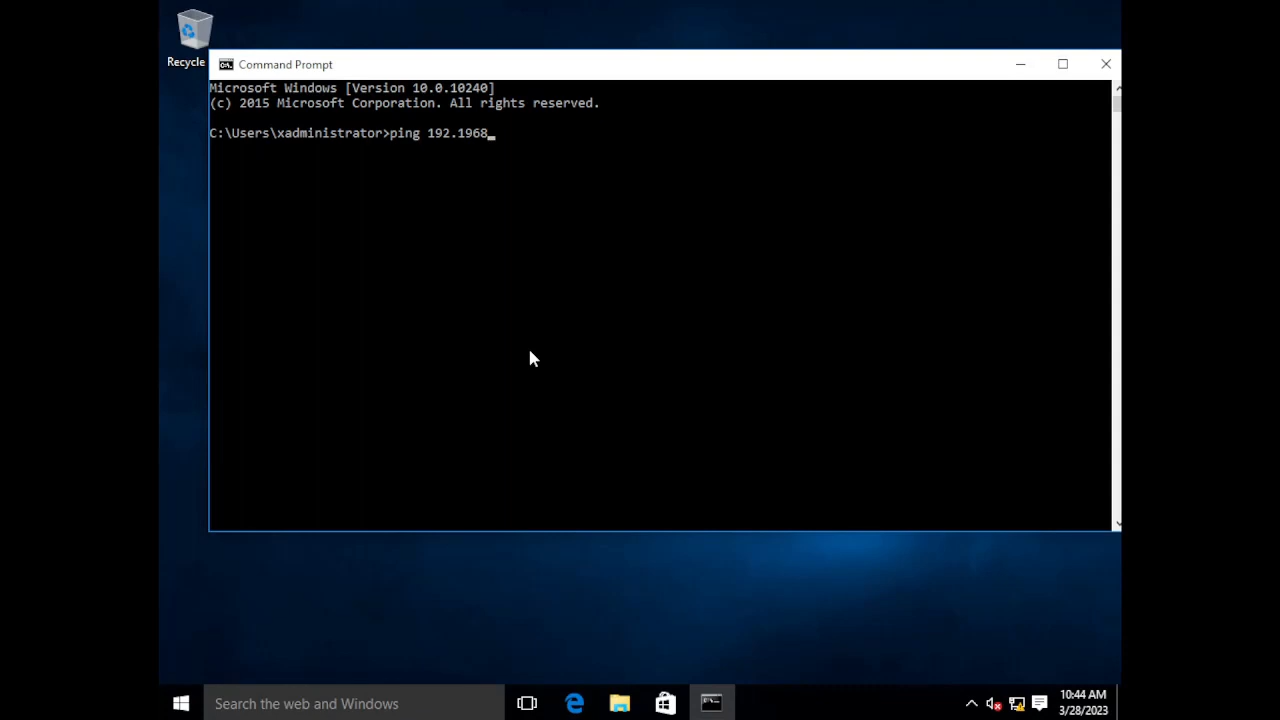 Recycle
Command Prompt
Microsoft Windows [Version 10.0.10240]
(c) 2015 Microsoft Corporation. All rights reserved.
C:\Users\xadministrator>ping 192.1968_
Search the web and Windows
10:44 AM
3/28/2023